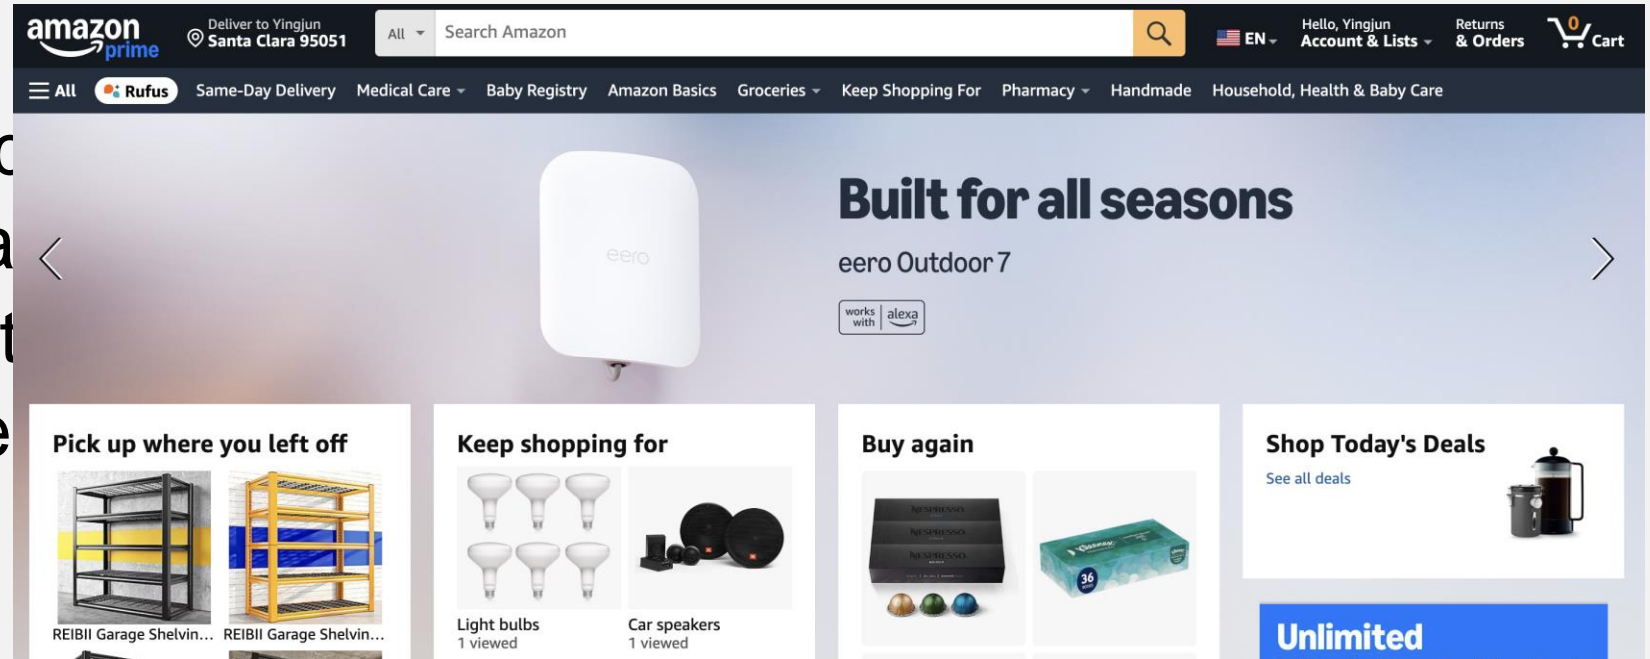 amazon
prime
Deliver to Yingjun
Santa Clara 95051
All
Search Amazon
EN
Hello, Yingjun
Account & Lists
Returns
& Orders
0
Cart
All
Rufus
Same-Day Delivery
Medical Care
Baby Registry
Amazon Basics
Groceries
Keep Shopping For
Pharmacy
Handmade
Household, Health & Baby Care
eero
Built for all seasons
eero Outdoor 7
works
with
alexa
Pick up where you left off
REIBII Garage Shelvin...
REIBII Garage Shelvin...
Keep shopping for
Light bulbs
1 viewed
Car speakers
1 viewed
Buy again
NESPRESSO
NESPRESSO
NESPRESSO
Kleenex
36
Shop Today's Deals
See all deals
Unlimited